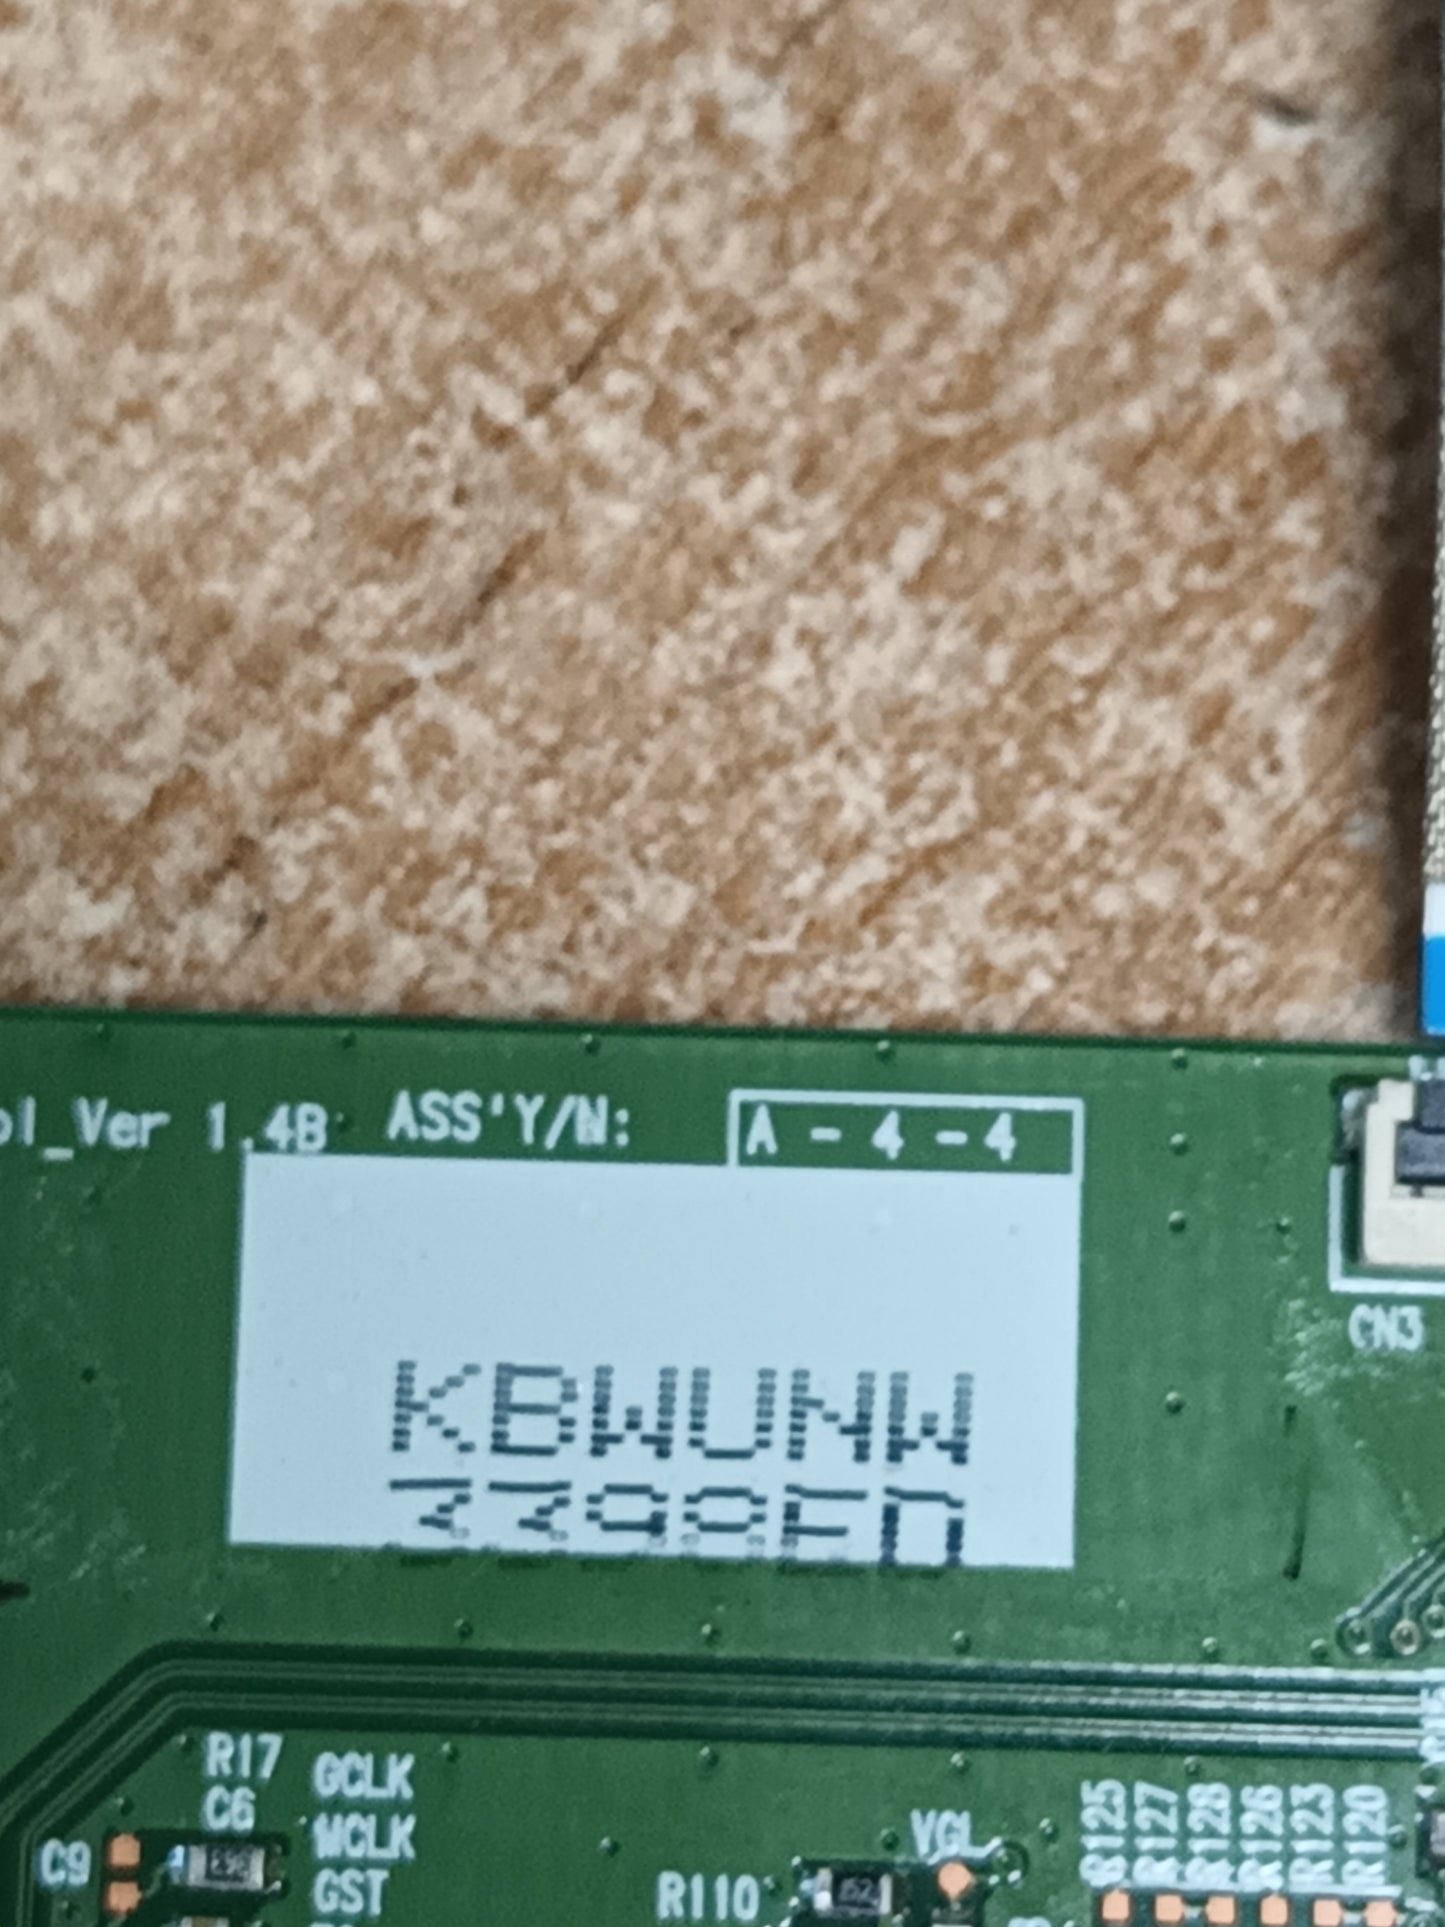 ol_Ver 1.4B ASS'Y/N: A - 4 - 4
KBWUNW
CN3
R17
C6
C9
GCLK
MCLK
GST
R110
VGL
R125
R127
R128
R126
R123
R120